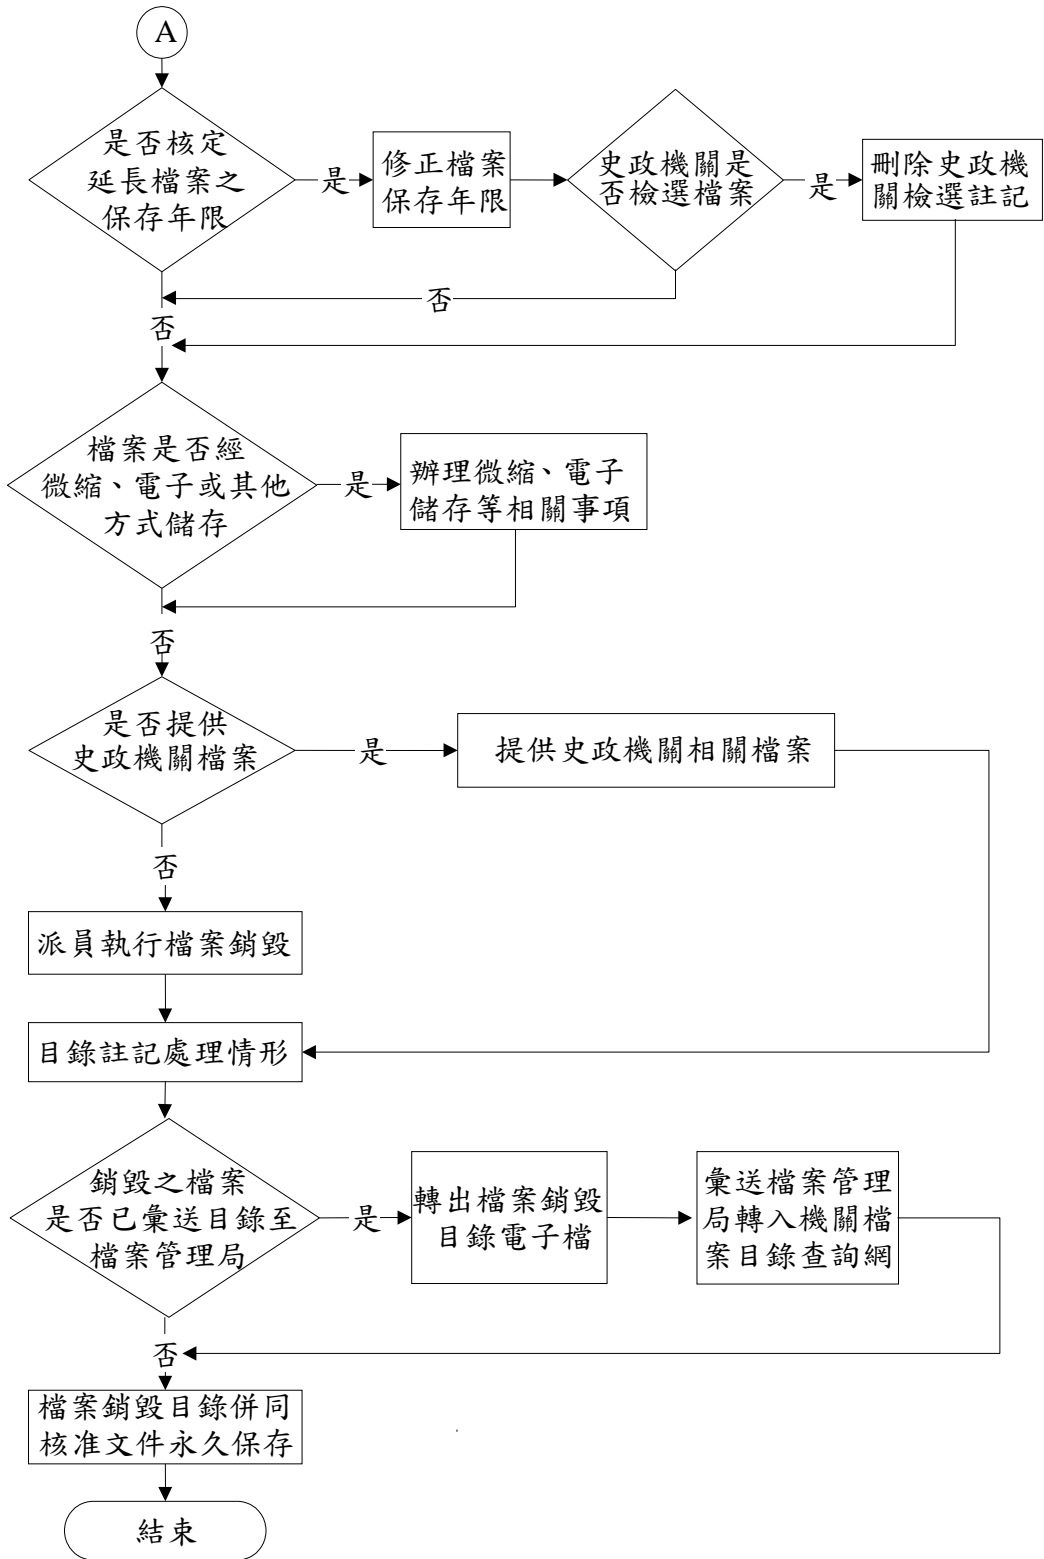 A
是否核定
延長檔案之
保存年限
是
修正檔案
保存年限
史政機關是
否檢選檔案
是
刪除史政機
關檢選註記
否
否
檔案是否經
微縮、電子或其他
方式儲存
是
辦理微縮、電子
儲存等相關事項
否
是否提供
史政機關檔案
是
提供史政機關相關檔案
否
派員執行檔案銷毀
目錄註記處理情形
銷毀之檔案
是否已彙送目錄至
檔案管理局
是
轉出檔案銷毀
目錄電子檔
彙送檔案管理
局轉入機關檔
案目錄查詢網
否
檔案銷毀目錄併同
核准文件永久保存
結束